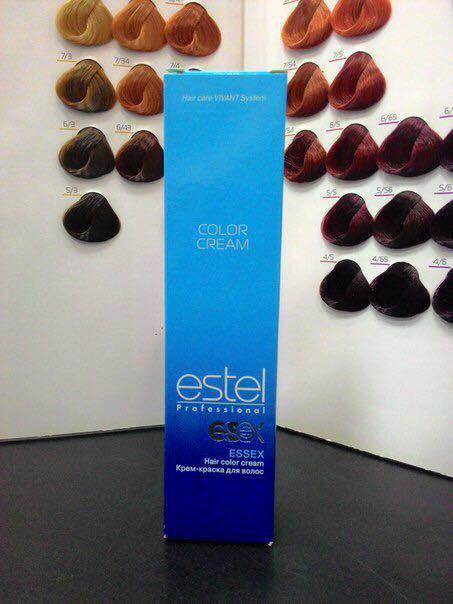 7/3
7/34
7/4
6/3
6/43
5/3
7/54
7/5
6/5
6/65
5/5
5/56
5/6
4/5
4/65
4/6
Hair care VIVANT System
COLOR
CREAM
estel
Professional
essex
ESSEX
Hair color cream
Крем-краска для волос